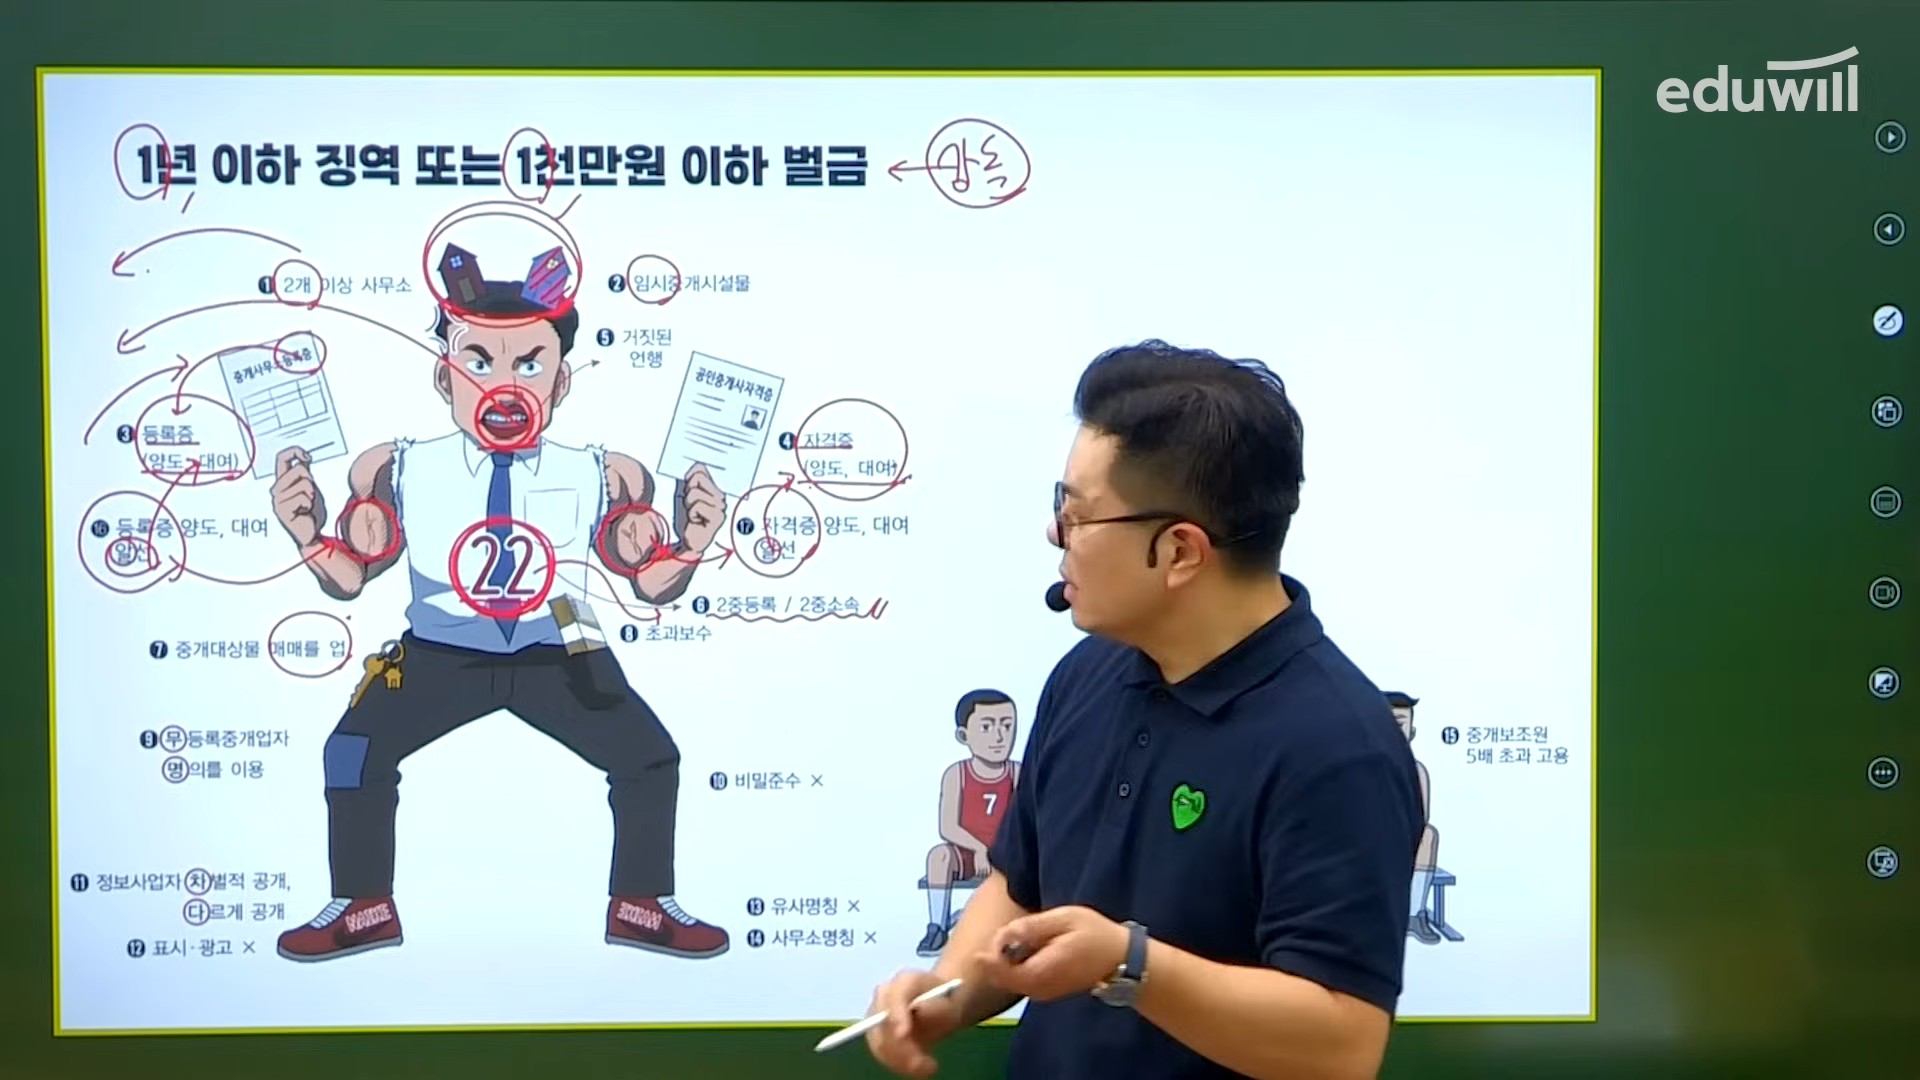 eduwill
1년 이하 징역 또는 1천만원 이하 벌금
감독
❶ 2개 이상 사무소
❷ 임시중개시설물
❺ 거짓된
언행
중개사무소등록증
공인중개사자격증
❸ 등록증
(양도, 대여)
❹ 자격증
(양도, 대여)
⓰ 등록증 양도, 대여
알선
⓱ 자격증 양도, 대여
알선
22
❻ 2중등록 / 2중소속
❽ 초과보수
❼ 중개대상물 매매를 업
❾ 무등록중개업자
명의를 이용
❿ 비밀준수 ×
7
⓯ 중개보조원
5배 초과 고용
⓫ 정보사업자 차별적 공개,
다르게 공개
⓬ 표시·광고 ×
⓭ 유사명칭 ×
⓮ 사무소명칭 ×